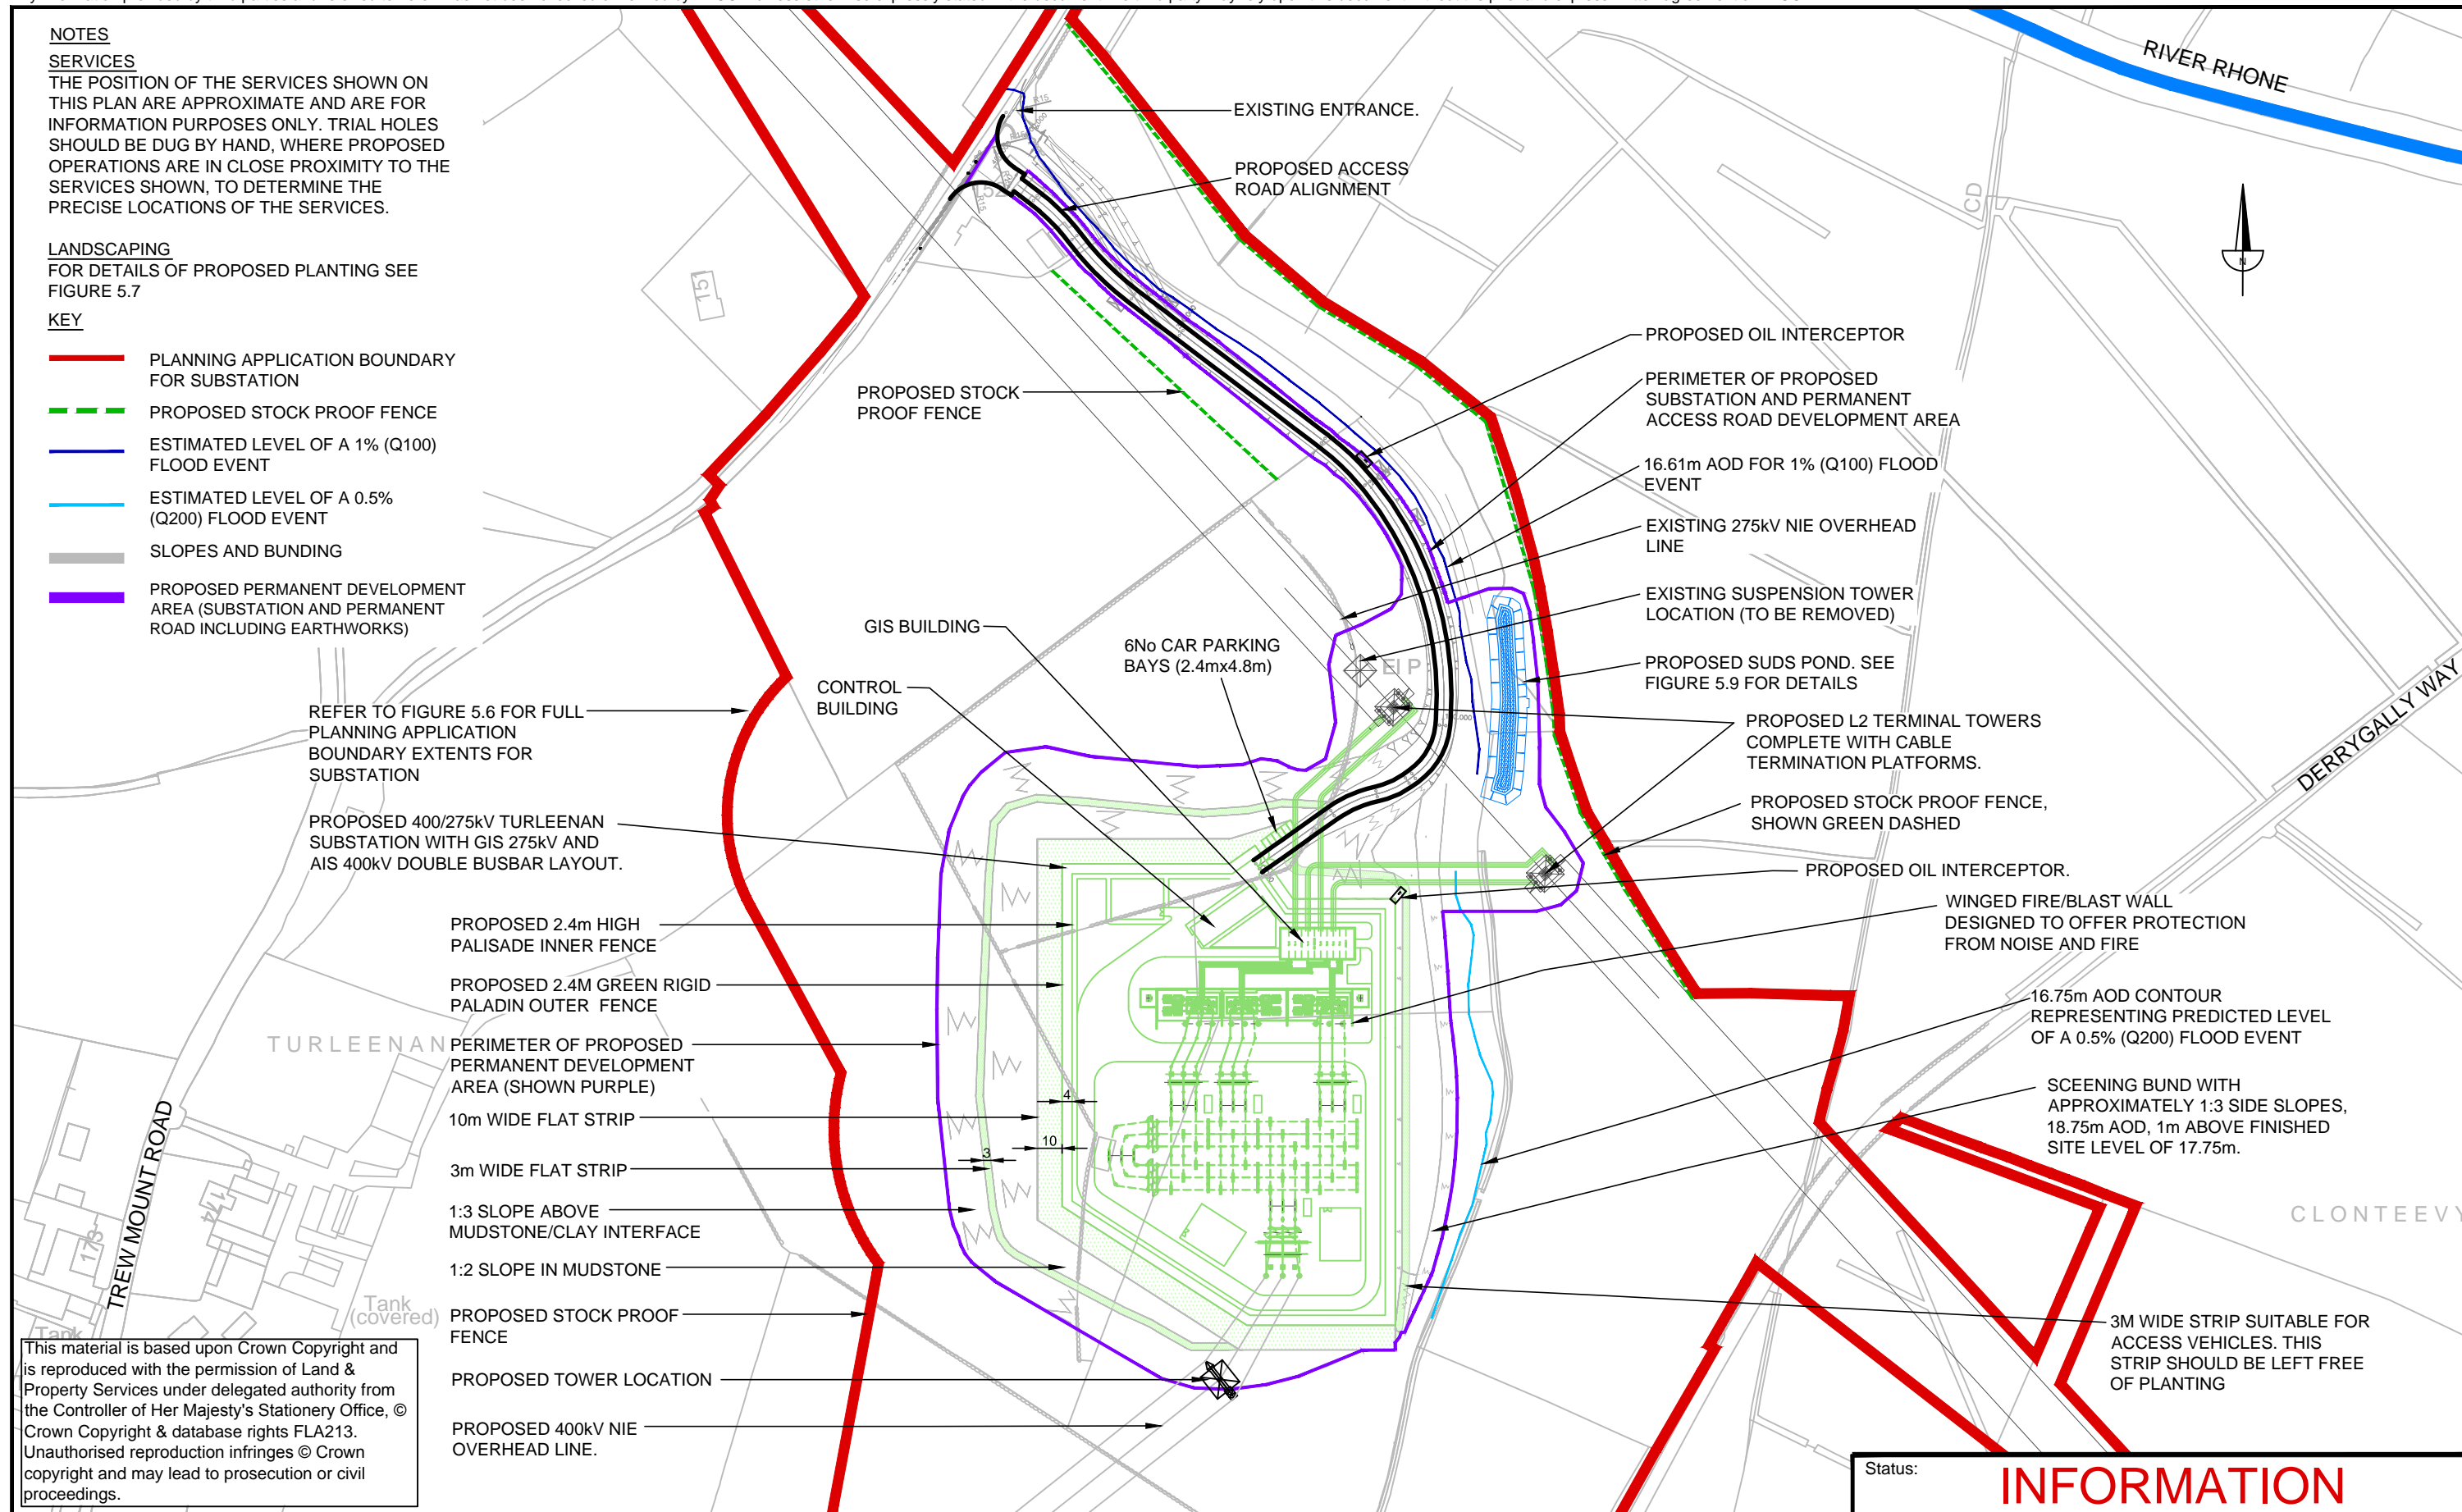 NOTES
SERVICES
THE POSITION OF THE SERVICES SHOWN ON
THIS PLAN ARE APPROXIMATE AND ARE FOR
INFORMATION PURPOSES ONLY. TRIAL HOLES
SHOULD BE DUG BY HAND, WHERE PROPOSED
OPERATIONS ARE IN CLOSE PROXIMITY TO THE
SERVICES SHOWN, TO DETERMINE THE
PRECISE LOCATIONS OF THE SERVICES.
LANDSCAPING
FOR DETAILS OF PROPOSED PLANTING SEE
FIGURE 5.7
KEY
PLANNING APPLICATION BOUNDARY
FOR SUBSTATION
PROPOSED STOCK PROOF FENCE
ESTIMATED LEVEL OF A 1% (Q100)
FLOOD EVENT
ESTIMATED LEVEL OF A 0.5%
(Q200) FLOOD EVENT
SLOPES AND BUNDING
PROPOSED PERMANENT DEVELOPMENT
AREA (SUBSTATION AND PERMANENT
ROAD INCLUDING EARTHWORKS)
EXISTING ENTRANCE.
PROPOSED ACCESS
ROAD ALIGNMENT
RIVER RHONE
CD
N
151
R15
R15
PROPOSED STOCK
PROOF FENCE
PROPOSED OIL INTERCEPTOR
PERIMETER OF PROPOSED
SUBSTATION AND PERMANENT
ACCESS ROAD DEVELOPMENT AREA
16.61m AOD FOR 1% (Q100) FLOOD
EVENT
EXISTING 275kV NIE OVERHEAD
LINE
EXISTING SUSPENSION TOWER
LOCATION (TO BE REMOVED)
PROPOSED SUDS POND. SEE
FIGURE 5.9 FOR DETAILS
PROPOSED L2 TERMINAL TOWERS
COMPLETE WITH CABLE
TERMINATION PLATFORMS.
PROPOSED STOCK PROOF FENCE,
SHOWN GREEN DASHED
PROPOSED OIL INTERCEPTOR.
WINGED FIRE/BLAST WALL
DESIGNED TO OFFER PROTECTION
FROM NOISE AND FIRE
16.75m AOD CONTOUR
REPRESENTING PREDICTED LEVEL
OF A 0.5% (Q200) FLOOD EVENT
SCEENING BUND WITH
APPROXIMATELY 1:3 SIDE SLOPES,
18.75m AOD, 1m ABOVE FINISHED
SITE LEVEL OF 17.75m.
3M WIDE STRIP SUITABLE FOR
ACCESS VEHICLES. THIS
STRIP SHOULD BE LEFT FREE
OF PLANTING
DERRYGALLY WAY
CLONTEEVY
GIS BUILDING
6No CAR PARKING
BAYS (2.4mx4.8m)
CONTROL
BUILDING
El P
REFER TO FIGURE 5.6 FOR FULL
PLANNING APPLICATION
BOUNDARY EXTENTS FOR
SUBSTATION
PROPOSED 400/275kV TURLEENAN
SUBSTATION WITH GIS 275kV AND
AIS 400kV DOUBLE BUSBAR LAYOUT.
PROPOSED 2.4m HIGH
PALISADE INNER FENCE
PROPOSED 2.4M GREEN RIGID
PALADIN OUTER FENCE
TURLEENAN
PERIMETER OF PROPOSED
PERMANENT DEVELOPMENT
AREA (SHOWN PURPLE)
10m WIDE FLAT STRIP
3m WIDE FLAT STRIP
1:3 SLOPE ABOVE
MUDSTONE/CLAY INTERFACE
1:2 SLOPE IN MUDSTONE
PROPOSED STOCK PROOF
FENCE
PROPOSED TOWER LOCATION
PROPOSED 400kV NIE
OVERHEAD LINE.
4
10
3
TREW MOUNT ROAD
173
174
Tank
(covered)
Tank
This material is based upon Crown Copyright and
is reproduced with the permission of Land &
Property Services under delegated authority from
the Controller of Her Majesty's Stationery Office, ©
Crown Copyright & database rights FLA213.
Unauthorised reproduction infringes © Crown
copyright and may lead to prosecution or civil
proceedings.
Status:
INFORMATION